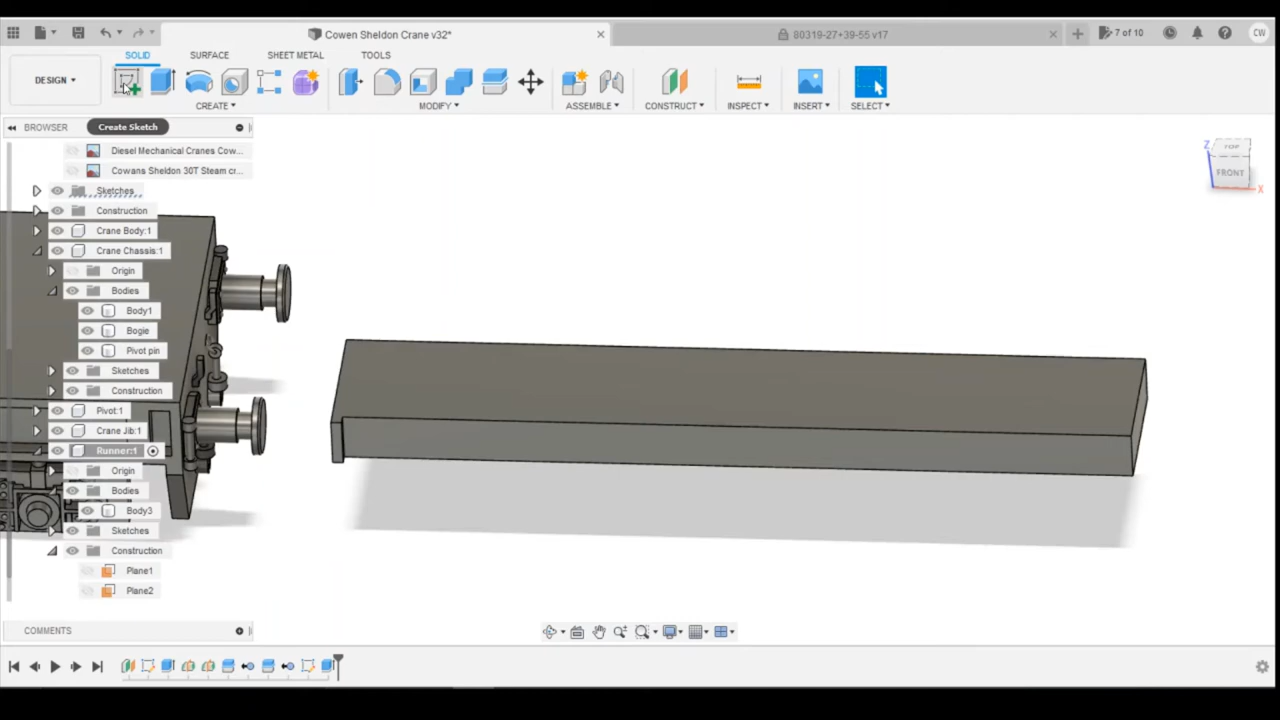 Cowen Sheldon Crane v32*
80319-27+39-55 v17
7 of 10
CW
SOLID
SURFACE
SHEET METAL
TOOLS
DESIGN
CREATE
MODIFY
ASSEMBLE
CONSTRUCT
INSPECT
INSERT
SELECT
BROWSER
Create Sketch
Diesel Mechanical Cranes Cow...
Cowans Sheldon 30T Steam cr...
Sketches
Construction
Crane Body:1
Crane Chassis:1
Origin
Bodies
Body1
Bogie
Pivot pin
Sketches
Construction
Pivot:1
Crane Jib:1
Runner:1
Origin
Bodies
Body3
Sketches
Construction
Plane1
Plane2
COMMENTS
TOP
Z
FRONT
X